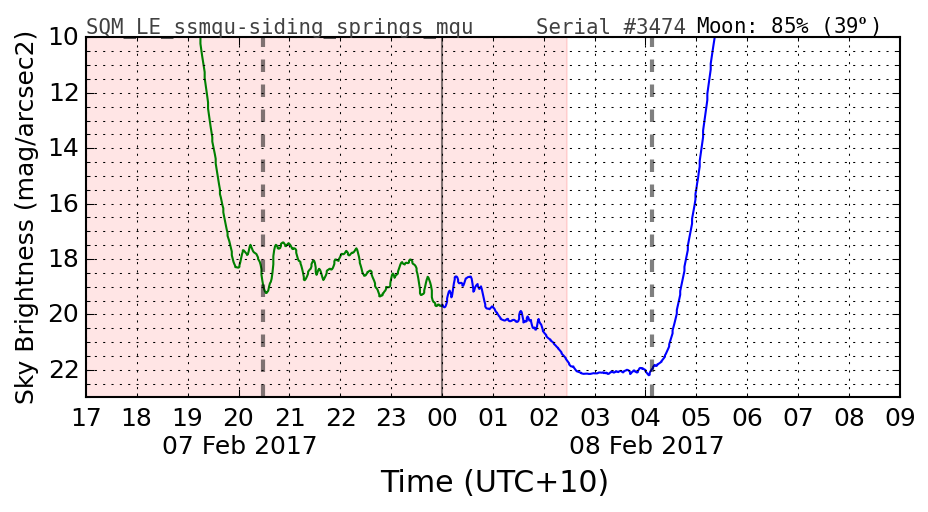 SQM_LE_ssmqu-siding_springs_mqu Serial #3474 Moon: 85% (39°)
Sky Brightness (mag/arcsec2)
10
12
14
16
18
20
22
17 18 19 20 21 22 23 00 01 02 03 04 05 06 07 08 09
07 Feb 2017 08 Feb 2017
Time (UTC+10)